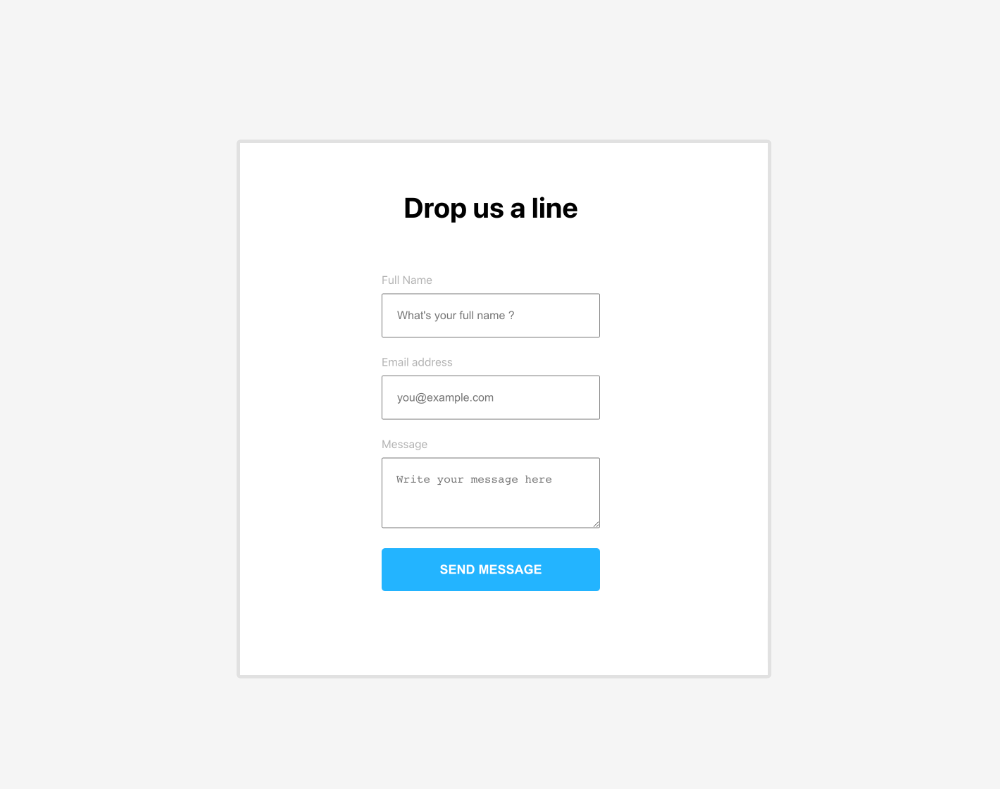 Drop us a line
Full Name
What's your full name ?
Email address
you@example.com
Message
Write your message here
SEND MESSAGE